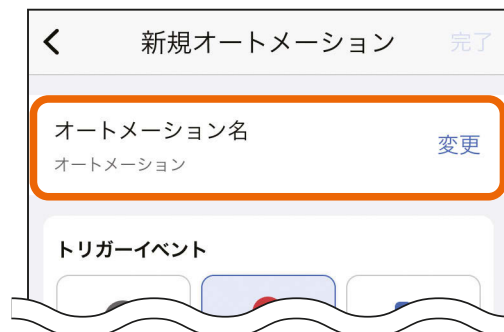 新規オートメーション 完了
オートメーション名
変更
オートメーション
トリガーイベント